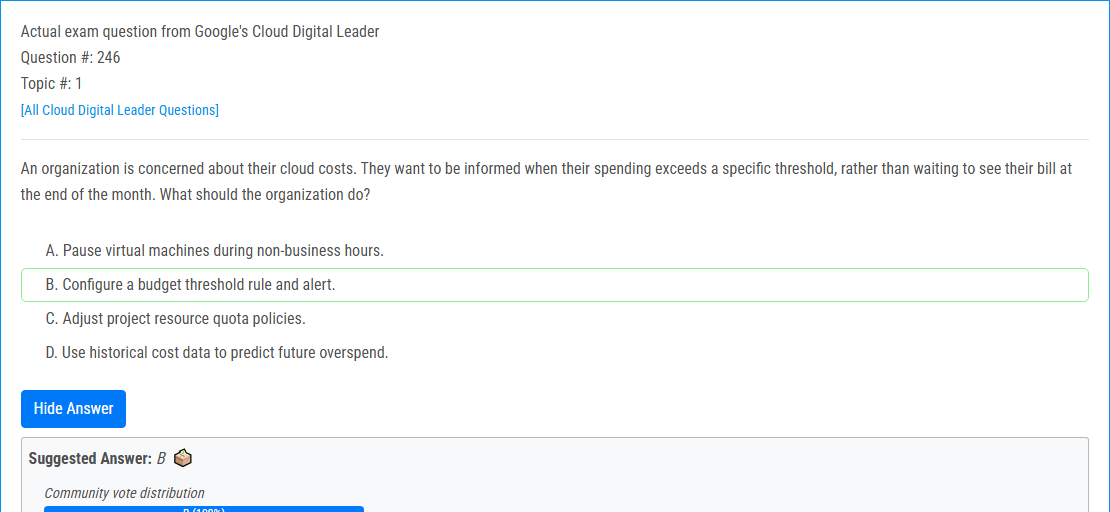 Actual exam question from Google's Cloud Digital Leader
Question #: 246
Topic #: 1
[All Cloud Digital Leader Questions]
An organization is concerned about their cloud costs. They want to be informed when their spending exceeds a specific threshold, rather than waiting to see their bill at
the end of the month. What should the organization do?
A. Pause virtual machines during non-business hours.
B. Configure a budget threshold rule and alert.
C. Adjust project resource quota policies.
D. Use historical cost data to predict future overspend.
Hide Answer
Suggested Answer: B
Community vote distribution
B (100%)